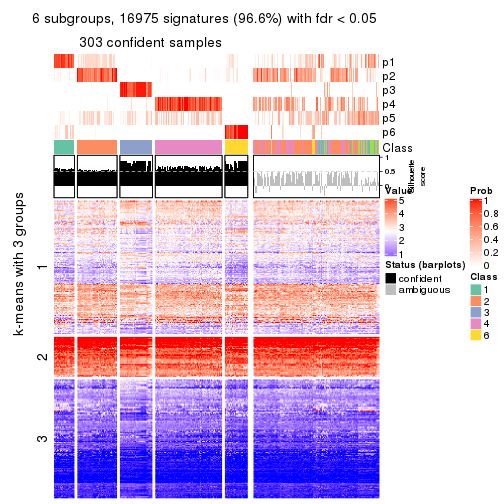 6 subgroups, 16975 signatures (96.6%) with fdr < 0.05
303 confident samples
p1
p2
p3
p4
p5
p6
Class
1
0.5
0
Silhouette
score
k-means with 3 groups
1
2
3
Value
5
4
3
2
1
Status (barplots)
confident
ambiguous
Prob
1
0.8
0.6
0.4
0.2
0
Class
1
2
3
4
6